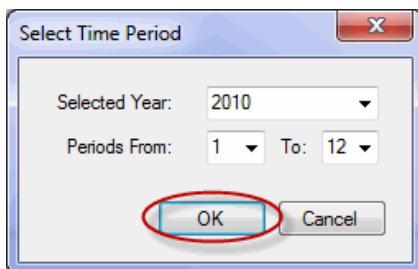 Select Time Period
Selected Year: 2010
Periods From: 1 To: 12
OK Cancel